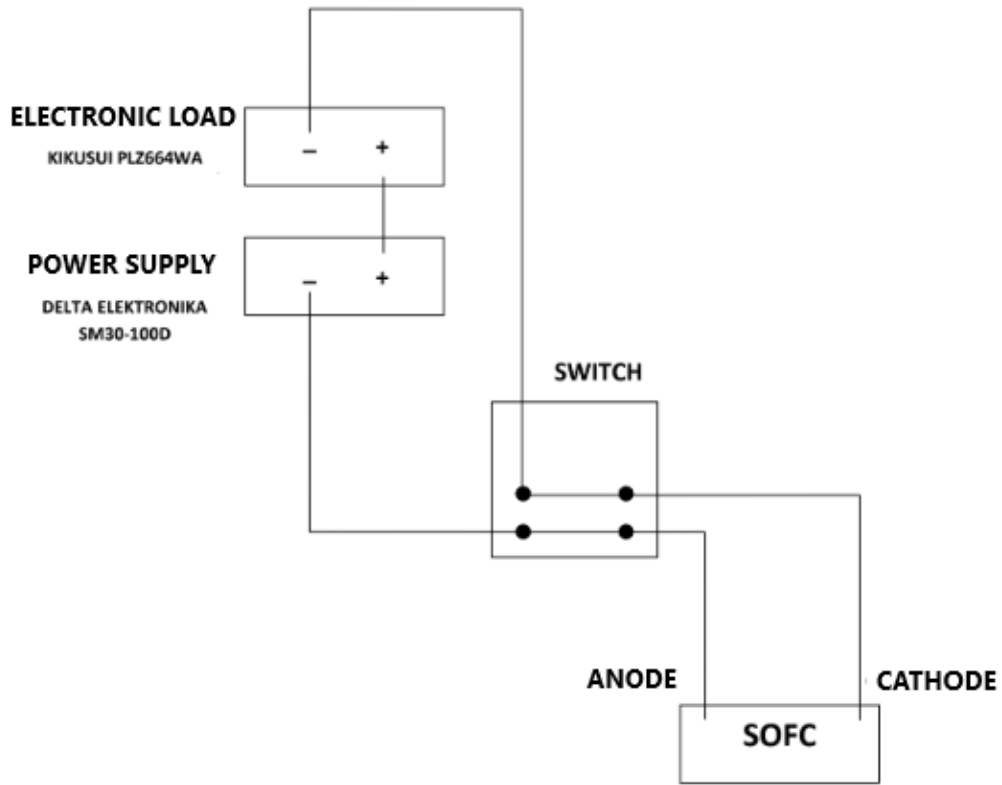 ELECTRONIC LOAD
KIKUSUI PLZ664WA
– +
POWER SUPPLY
DELTA ELEKTRONIKA
SM30-100D
– +
SWITCH
ANODE
CATHODE
SOFC